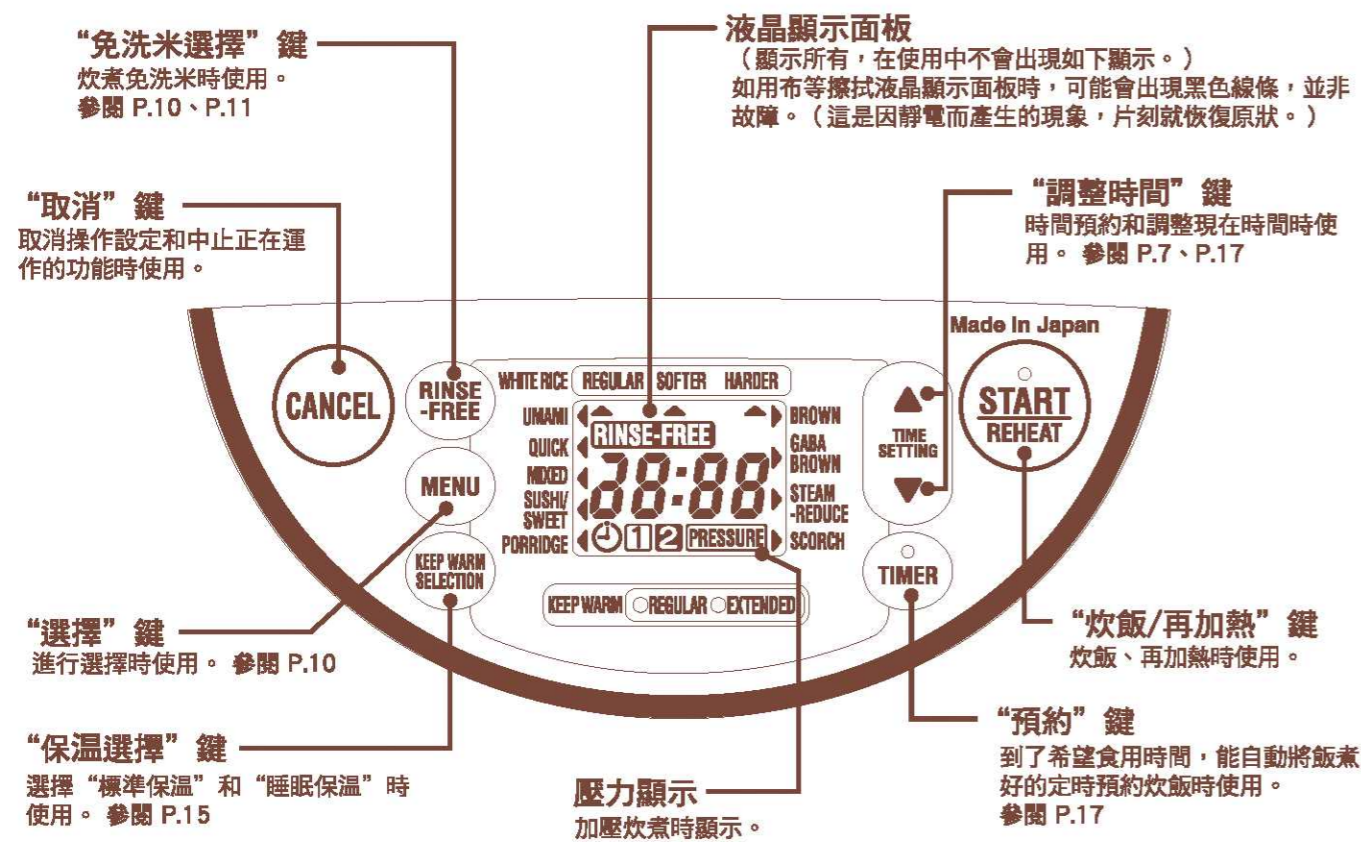 “免洗米選擇” 鍵
炊煮免洗米時使用。
參閱 P.10、P.11
液晶顯示面板
（顯示所有，在使用中不會出現如下顯示。）
如用布等擦拭液晶顯示面板時，可能會出現黑色線條，並非
故障。（這是因靜電而產生的現象，片刻就恢復原狀。）
“取消” 鍵
取消操作設定和中止正在運
作的功能時使用。
“調整時間” 鍵
時間預約和調整現在時間時使
用。 參閱 P.7、P.17
Made In Japan
CANCEL
RINSE
-FREE
MENU
KEEP WARM
SELECTION
WHITE RICE REGULAR SOFTER HARDER
UMAMI
QUICK
MIXED
SUSHI/
SWEET
PORRIDGE
RINSE-FREE
28:88
1 2 PRESSURE
BROWN
GABA
BROWN
STEAM
-REDUCE
SCORCH
KEEP WARM REGULAR EXTENDED
TIME
SETTING
START
REHEAT
TIMER
“選擇” 鍵
進行選擇時使用。 參閱 P.10
“炊飯/再加熱” 鍵
炊飯、再加熱時使用。
“保温選擇” 鍵
選擇“標準保溫”和“睡眠保溫”時
使用。 參閱 P.15
壓力顯示
加壓炊煮時顯示。
“預約” 鍵
到了希望食用時間，能自動將飯煮
好的定時預約炊飯時使用。
參閱 P.17